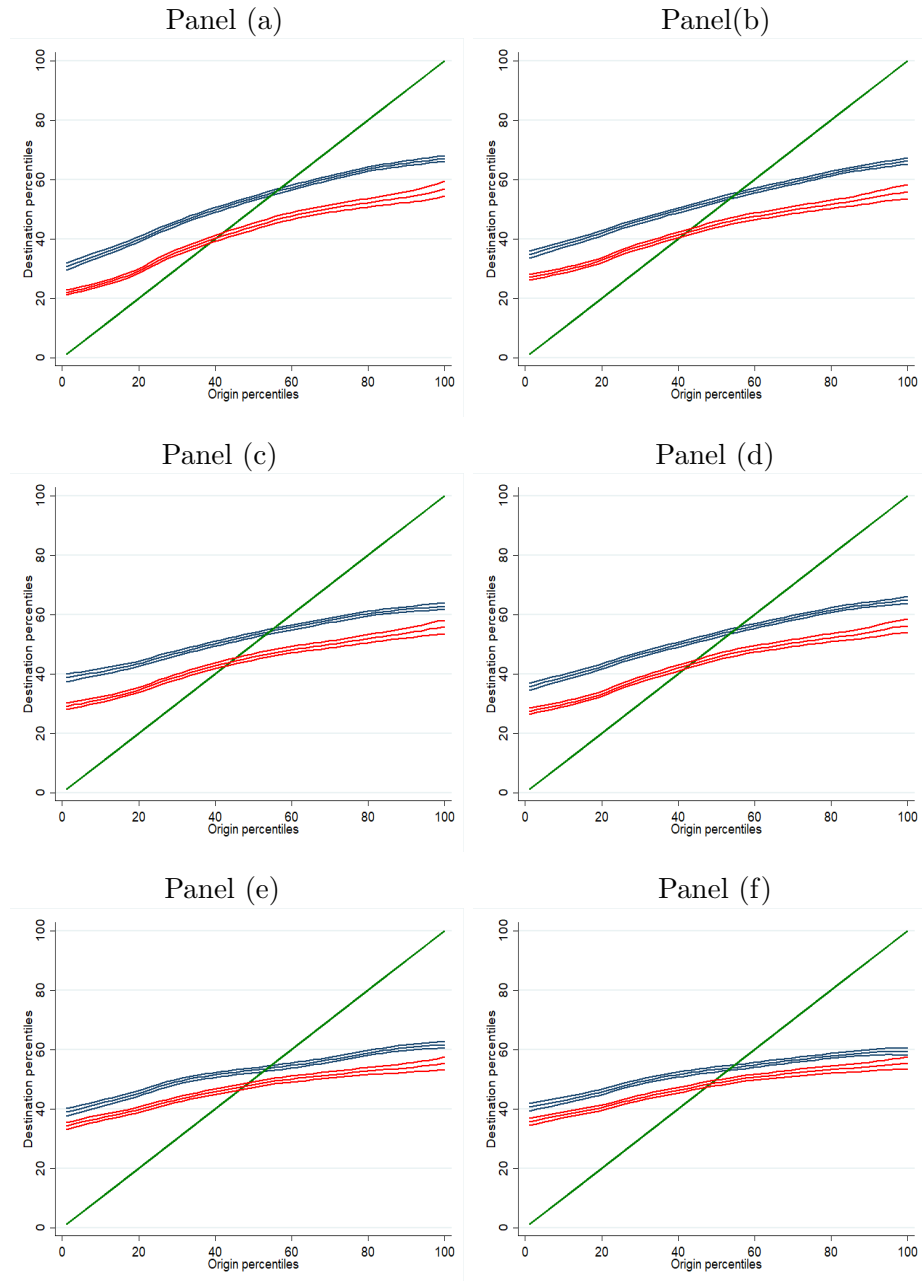 Panel (a)
Destination percentiles
100
80
60
40
20
0
0 20 40 60 80 100
Origin percentiles
Panel(b)
Destination percentiles
100
80
60
40
20
0
0 20 40 60 80 100
Origin percentiles
Panel (c)
Destination percentiles
100
80
60
40
20
0
0 20 40 60 80 100
Origin percentiles
Panel (d)
Destination percentiles
100
80
60
40
20
0
0 20 40 60 80 100
Origin percentiles
Panel (e)
Destination percentiles
100
80
60
40
20
0
0 20 40 60 80 100
Origin percentiles
Panel (f)
Destination percentiles
100
80
60
40
20
0
0 20 40 60 80 100
Origin percentiles